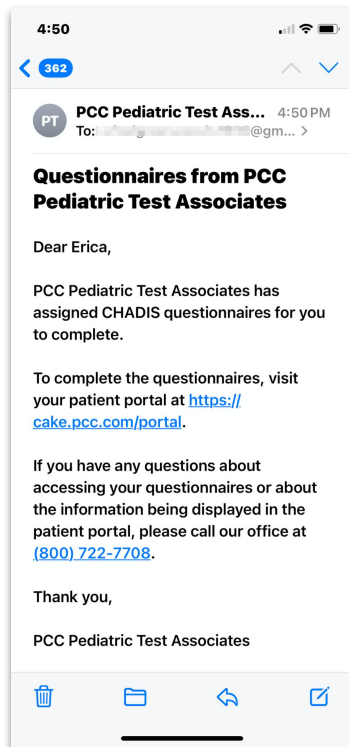 4:50
362
PT
PCC Pediatric Test Ass... 4:50 PM
To: @gm... >
Questionnaires from PCC
Pediatric Test Associates
Dear Erica,
PCC Pediatric Test Associates has
assigned CHADIS questionnaires for you
to complete.
To complete the questionnaires, visit
your patient portal at https://
cake.pcc.com/portal.
If you have any questions about
accessing your questionnaires or about
the information being displayed in the
patient portal, please call our office at
(800) 722-7708.
Thank you,
PCC Pediatric Test Associates